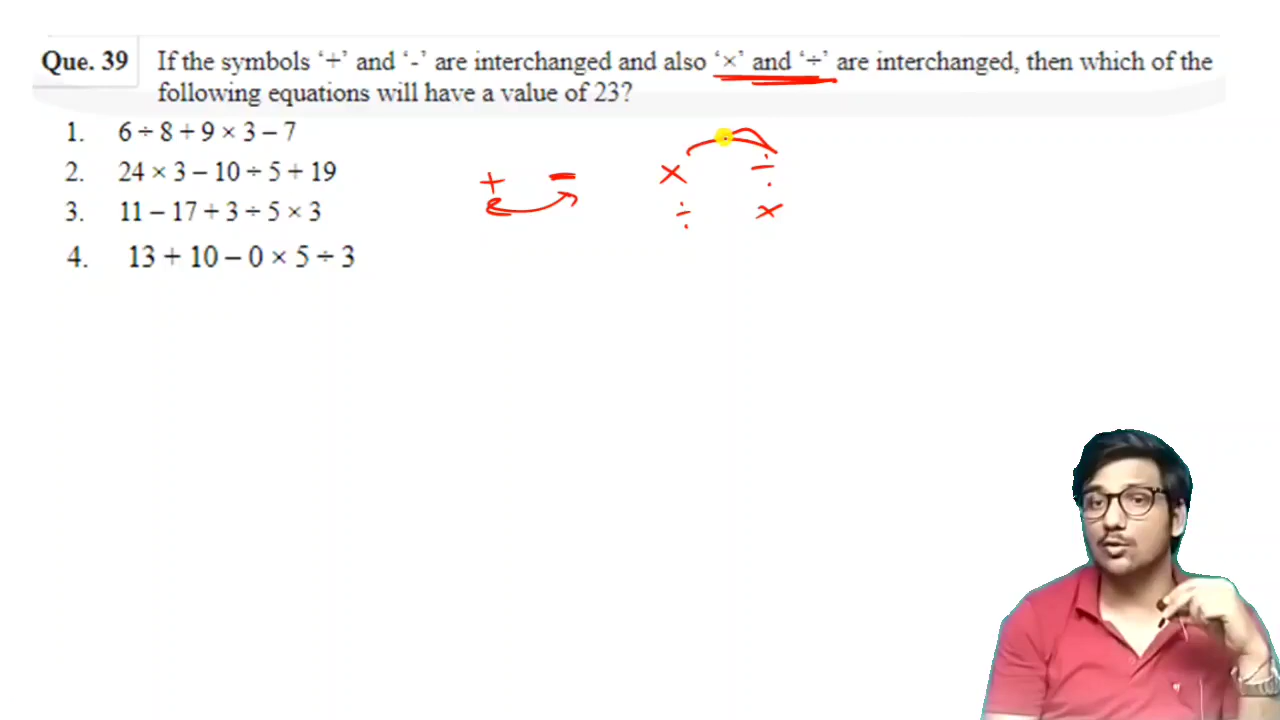 Que. 39 If the symbols ‘+’ and ‘-’ are interchanged and also ‘×’ and ‘÷’ are interchanged, then which of the
following equations will have a value of 23?
1. 6 ÷ 8 + 9 × 3 – 7
2. 24 × 3 – 10 ÷ 5 + 19
3. 11 – 17 + 3 ÷ 5 × 3
4. 13 + 10 – 0 × 5 ÷ 3
+ – × ÷
÷ ×